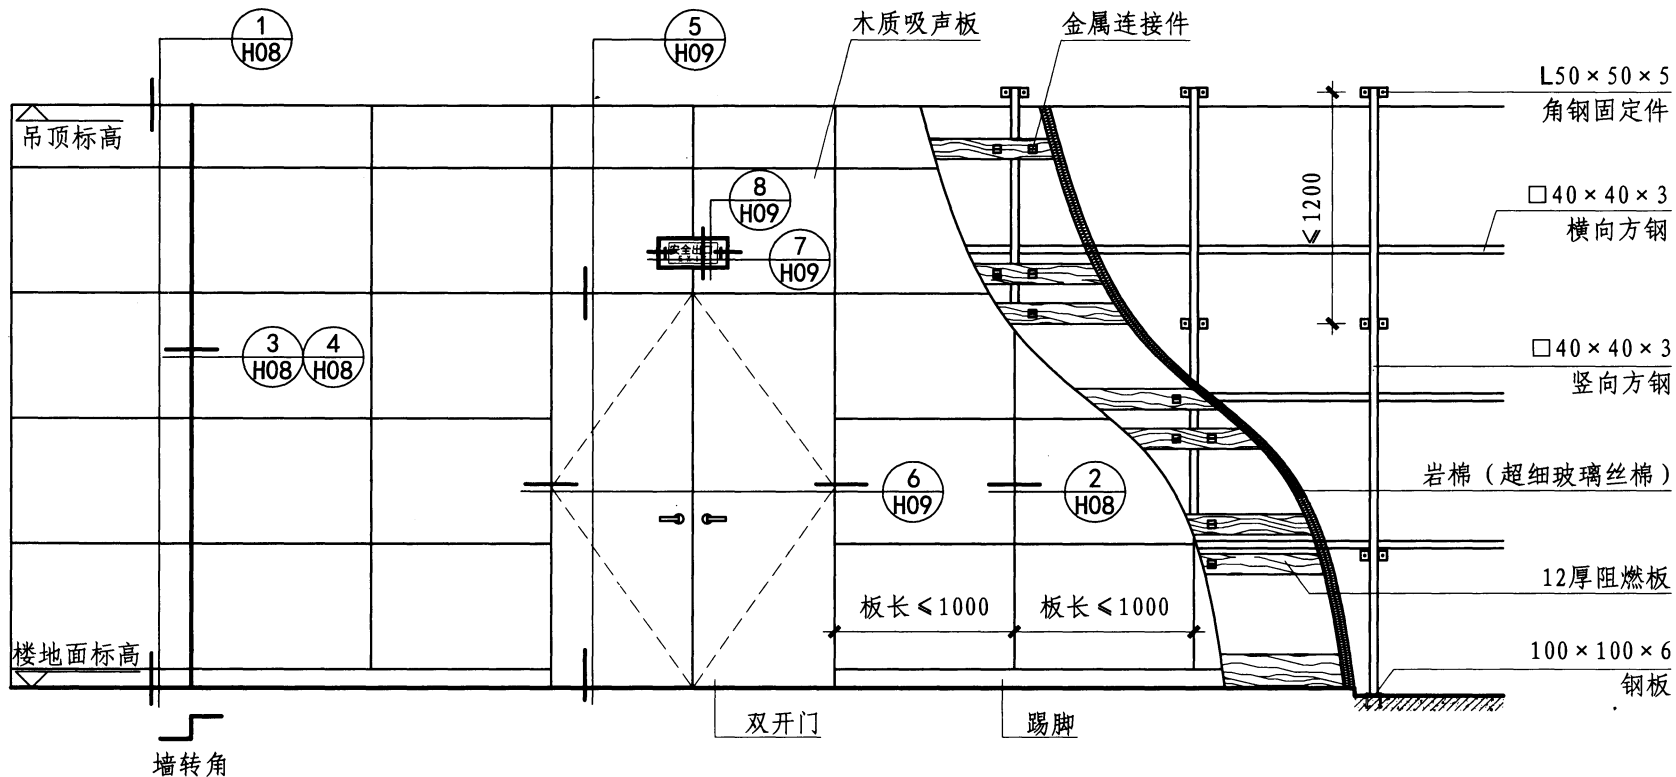 1
H08
5
H09
木质吸声板
金属连接件
L50×50×5
角钢固定件
吊顶标高
8
H09
安全出口
7
H09
≤1200
□40×40×3
横向方钢
3
H08
4
H08
□40×40×3
竖向方钢
6
H09
2
H08
岩棉（超细玻璃丝棉）
12厚阻燃板
板长≤1000
板长≤1000
楼地面标高
100×100×6
钢板
双开门
踢脚
墙转角